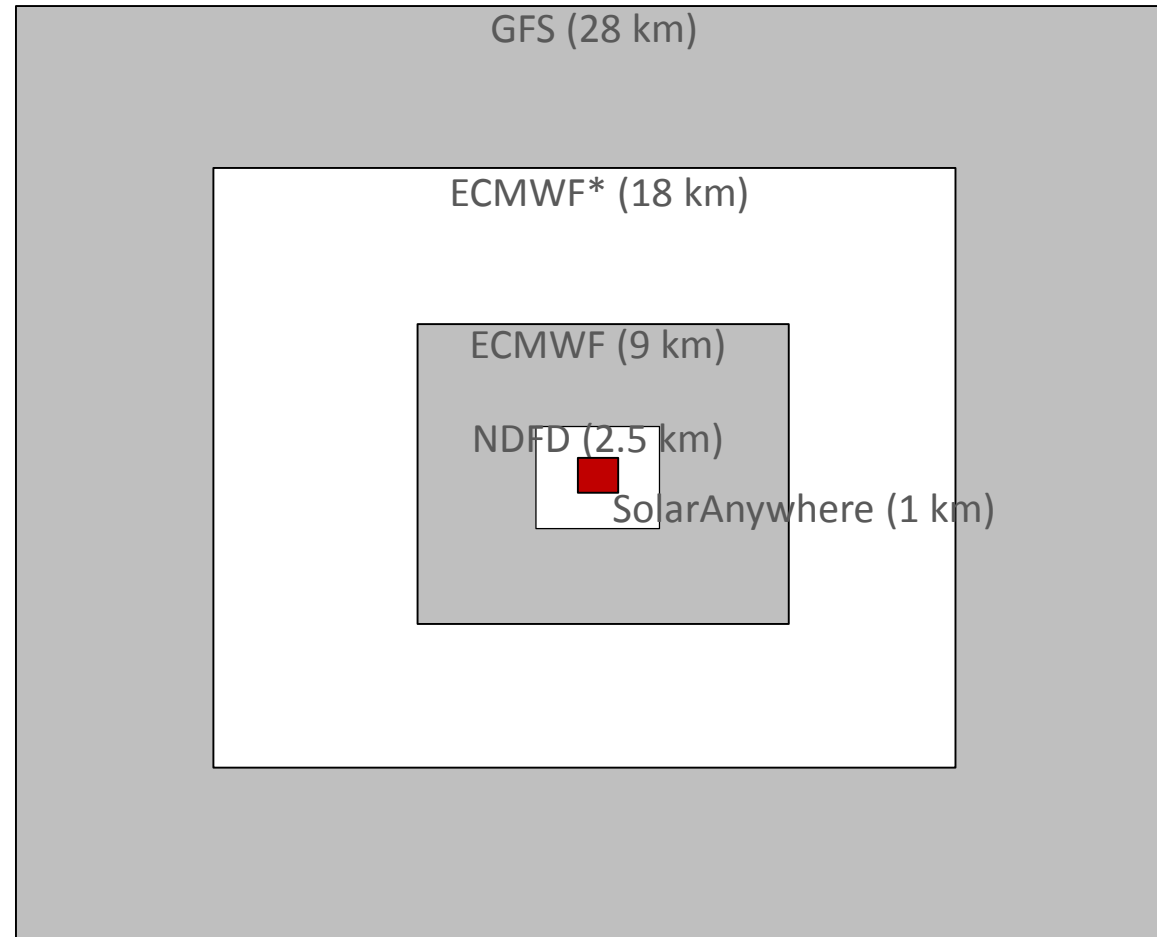 GFS (28 km)
ECMWF* (18 km)
ECMWF (9 km)
NDFD (2.5 km)
SolarAnywhere (1 km)